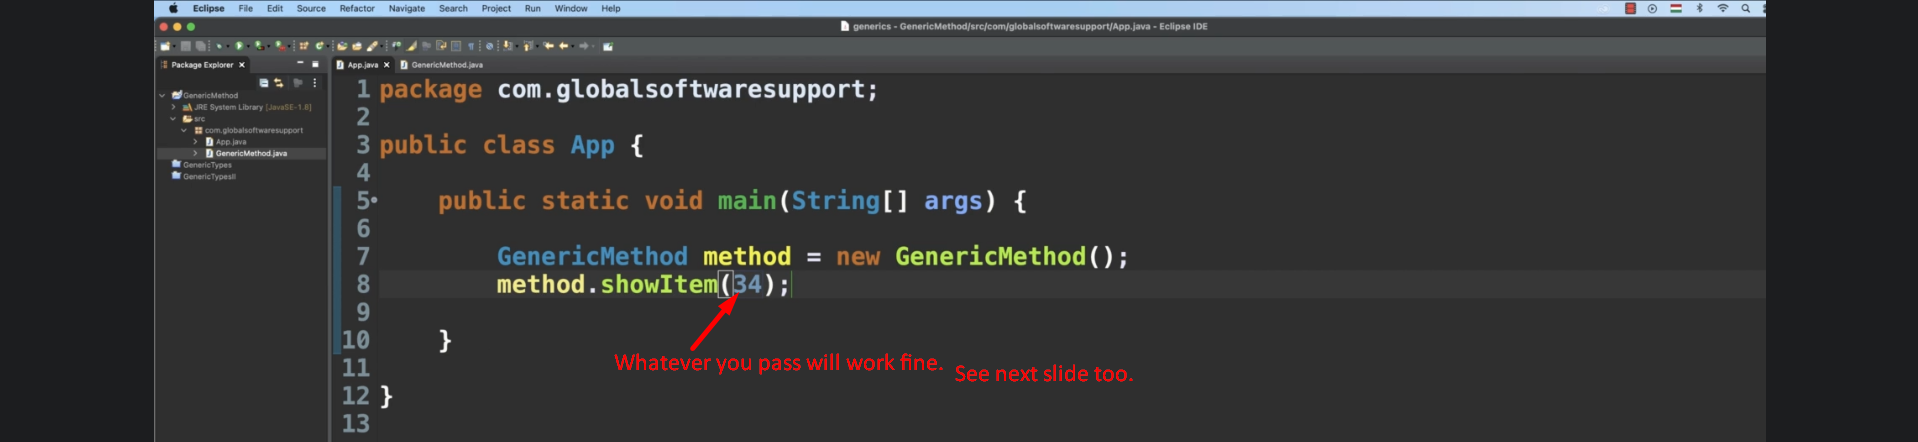 Eclipse File Edit Source Refactor Navigate Search Project Run Window Help
generics - GenericMethod/src/com/globalsoftwaresupport/App.java - Eclipse IDE
Package Explorer
App.java GenericMethod.java
GenericMethod
JRE System Library [JavaSE-1.8]
src
com.globalsoftwaresupport
App.java
GenericMethod.java
GenericTypes
GenericTypesII
1 package com.globalsoftwaresupport;
2
3 public class App {
4
5 public static void main(String[] args) {
6
7 GenericMethod method = new GenericMethod();
8 method.showItem(34);
9
10 }
11
12 }
13
Whatever you pass will work fine.
See next slide too.